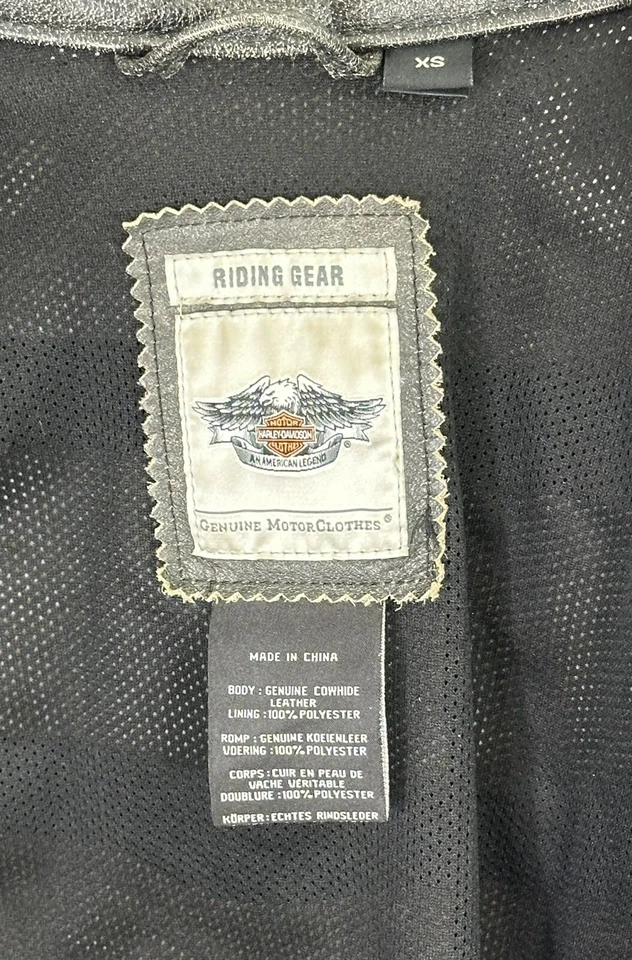 XS
RIDING GEAR
MOTOR
HARLEY-DAVIDSON
CLOTHES
®
AN AMERICAN LEGEND
GENUINE MOTORCLOTHES®
MADE IN CHINA
BODY : GENUINE COWHIDE
LEATHER
LINING :100% POLYESTER
ROMP : GENUINE KOEIENLEER
VOERING :100% POLYESTER
CORPS : CUIR EN PEAU DE
VACHE VÉRITABLE
DOUBLURE :100% POLYESTER
KÖRPER : ECHTES RINDSLEDER